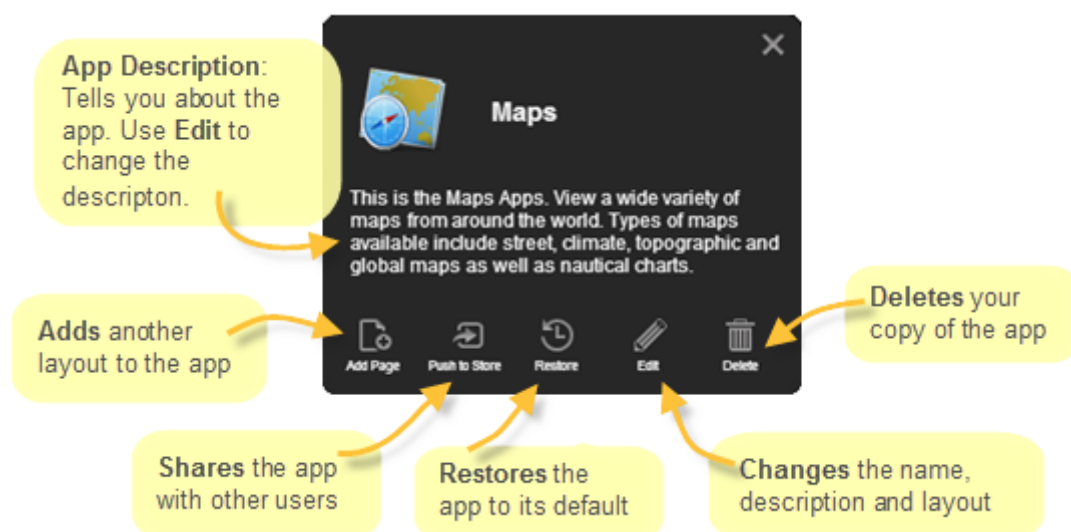 App Description:
Tells you about the
app. Use Edit to
change the
descripton.
Maps
This is the Maps Apps. View a wide variety of
maps from around the world. Types of maps
available include street, climate, topographic and
global maps as well as nautical charts.
Adds another
layout to the app
Add Page
Push to Store
Restore
Edit
Delete
Deletes your
copy of the app
Shares the app
with other users
Restores the
app to its default
Changes the name,
description and layout